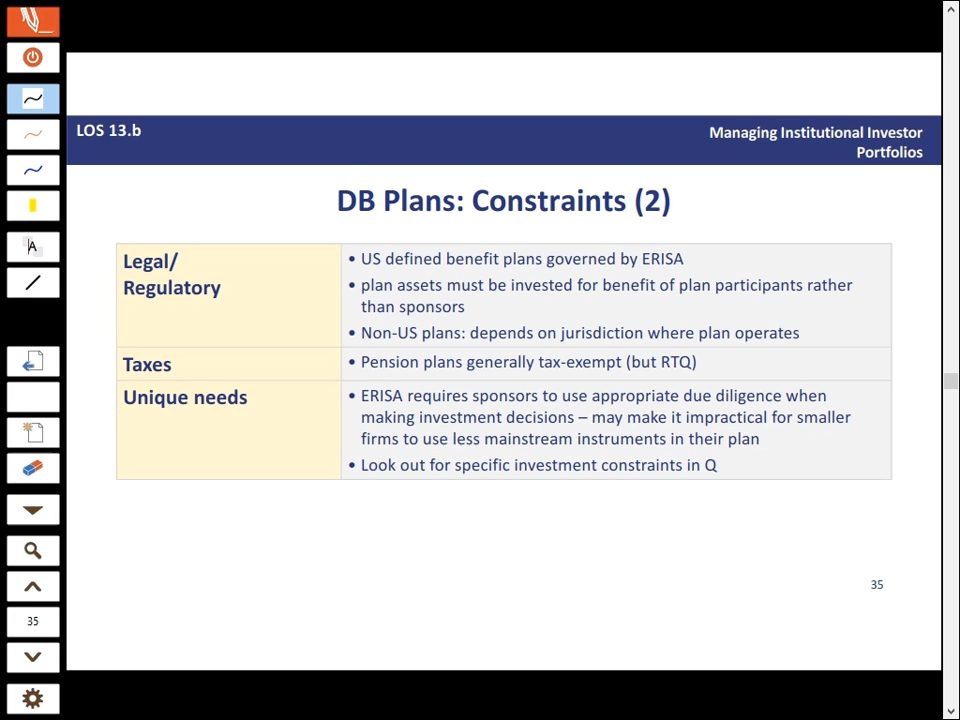 LOS 13.b
Managing Institutional Investor
Portfolios
DB Plans: Constraints (2)
Legal/
Regulatory
• US defined benefit plans governed by ERISA
• plan assets must be invested for benefit of plan participants rather
than sponsors
• Non-US plans: depends on jurisdiction where plan operates
Taxes
• Pension plans generally tax-exempt (but RTQ)
Unique needs
• ERISA requires sponsors to use appropriate due diligence when
making investment decisions – may make it impractical for smaller
firms to use less mainstream instruments in their plan
• Look out for specific investment constraints in Q
35
A
35